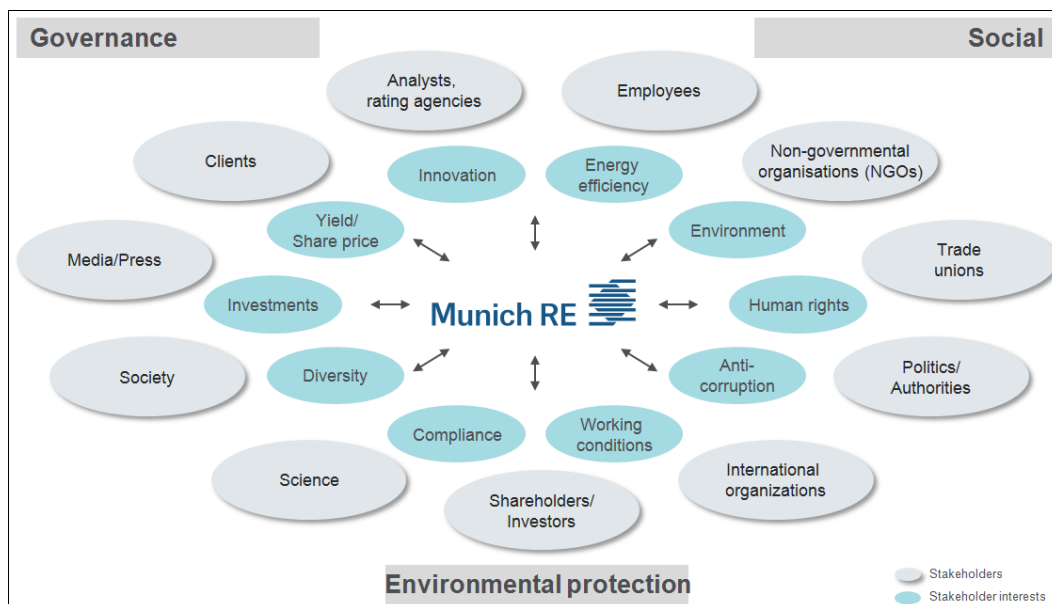 Governance
Social
Analysts,
rating agencies
Employees
Clients
Innovation
Energy
efficiency
Non-governmental
organisations (NGOs)
Yield/
Share price
Environment
Media/Press
Trade
unions
Investments
Munich RE
Human rights
Society
Diversity
Anti-
corruption
Politics/
Authorities
Compliance
Working
conditions
Science
International
organizations
Shareholders/
Investors
Environmental protection
Stakeholders
Stakeholder interests